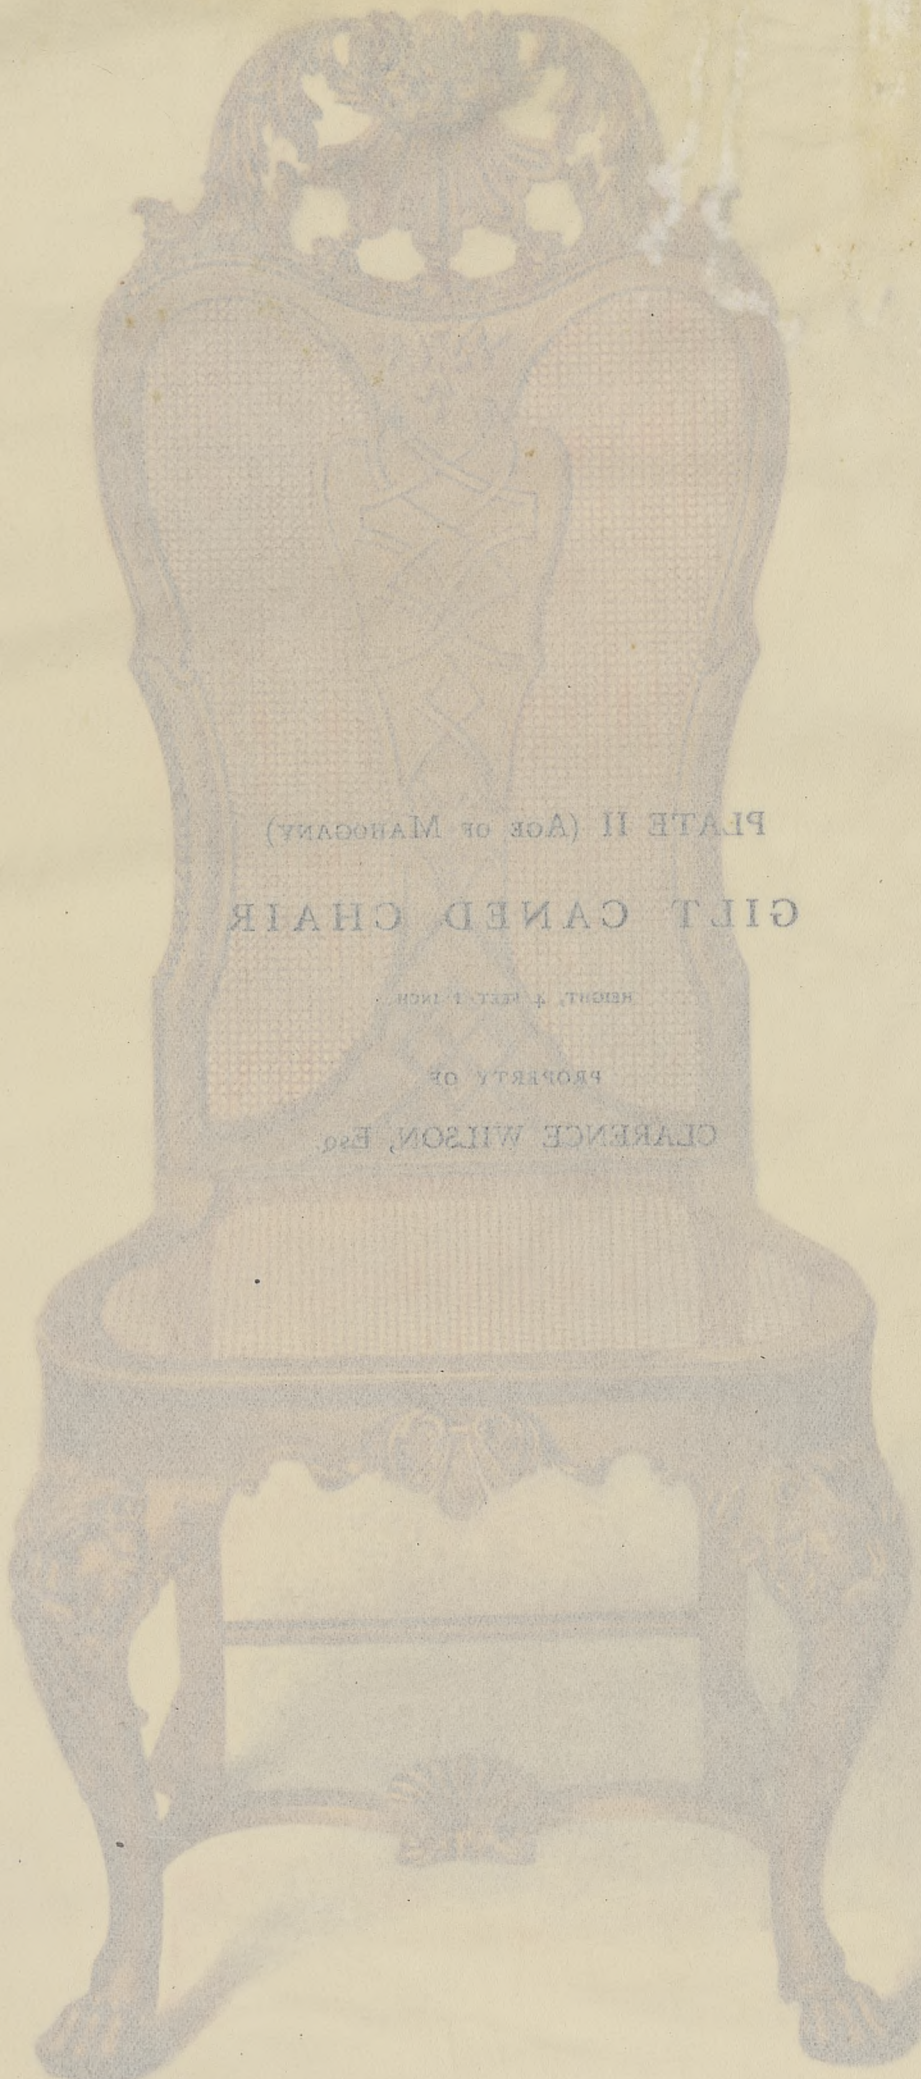 PLATE II (Age of Mahogany)
GILT CANED CHAIR
HEIGHT, 4 FEET 1 INCH
PROPERTY OF
CLARENCE WILSON, Esq.